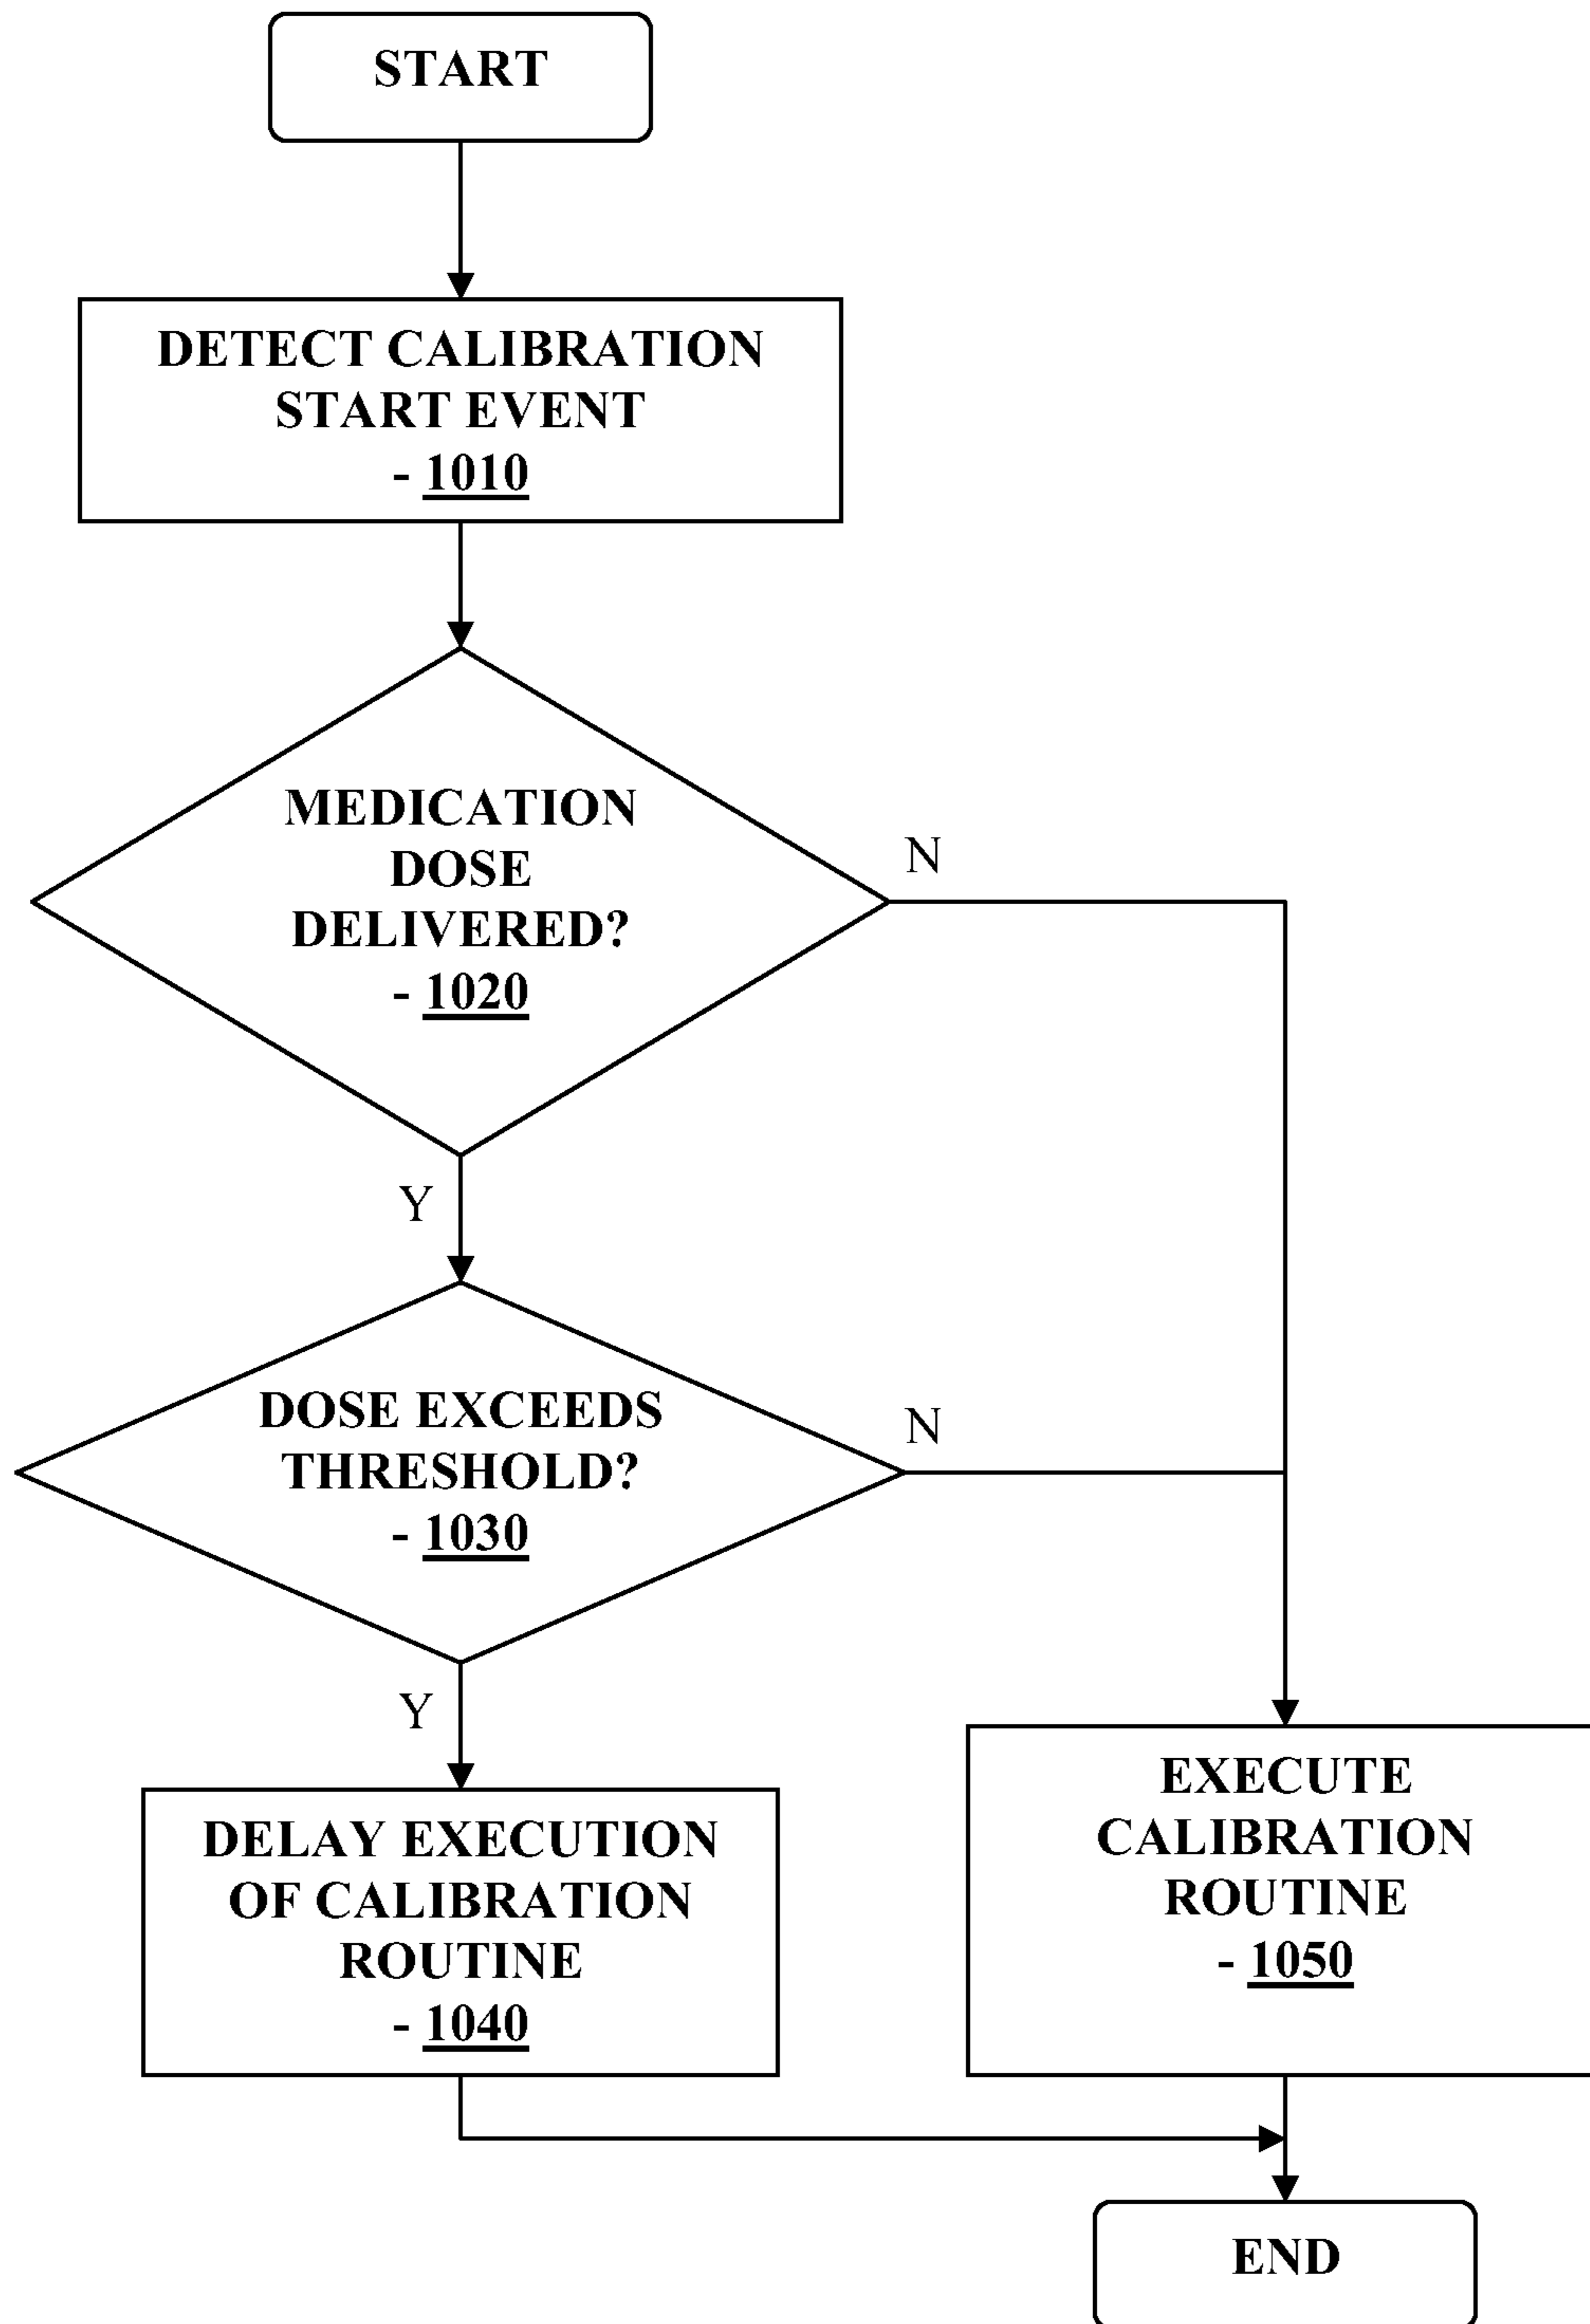 START
DETECT CALIBRATION
START EVENT
- 1010
MEDICATION
DOSE
DELIVERED?
- 1020
N
Y
DOSE EXCEEDS
THRESHOLD?
- 1030
N
Y
DELAY EXECUTION
OF CALIBRATION
ROUTINE
- 1040
EXECUTE
CALIBRATION
ROUTINE
- 1050
END